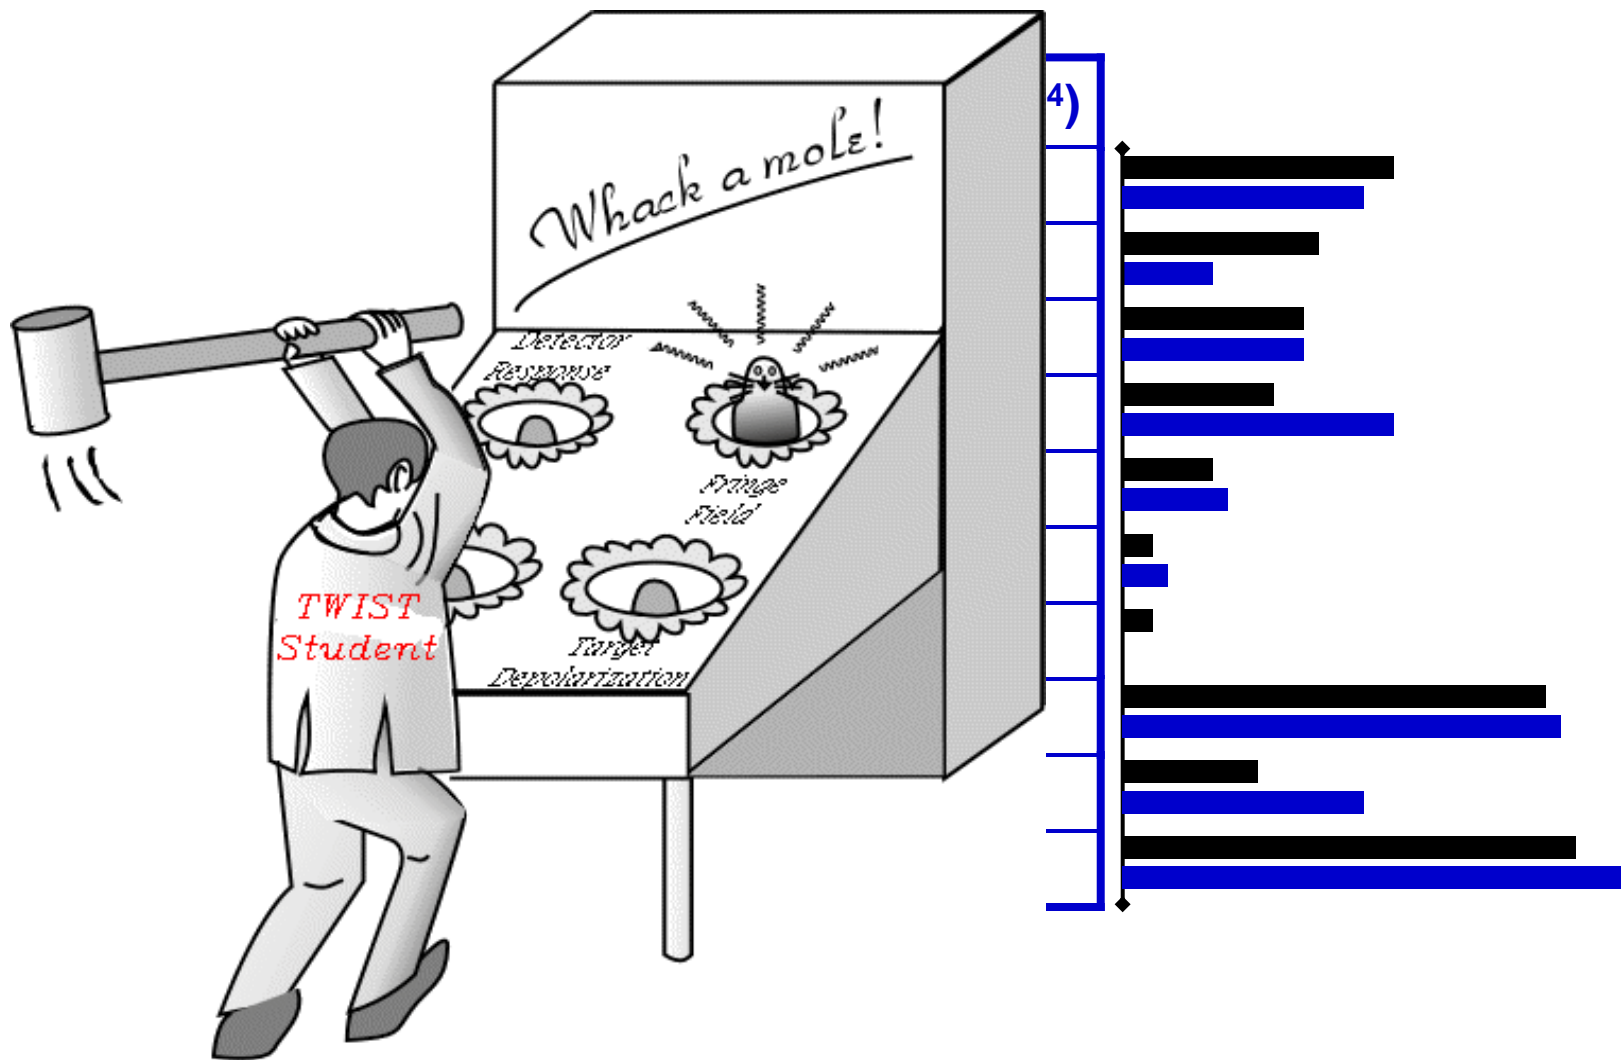 4)
Whack a mole!
Detector
Response
Fringe
Field
TWIST
Student
Target
Depolarization